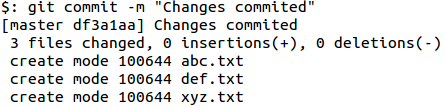 $: git commit -m "Changes commited"
[master df3a1aa] Changes commited
 3 files changed, 0 insertions(+), 0 deletions(-)
 create mode 100644 abc.txt
 create mode 100644 def.txt
 create mode 100644 xyz.txt